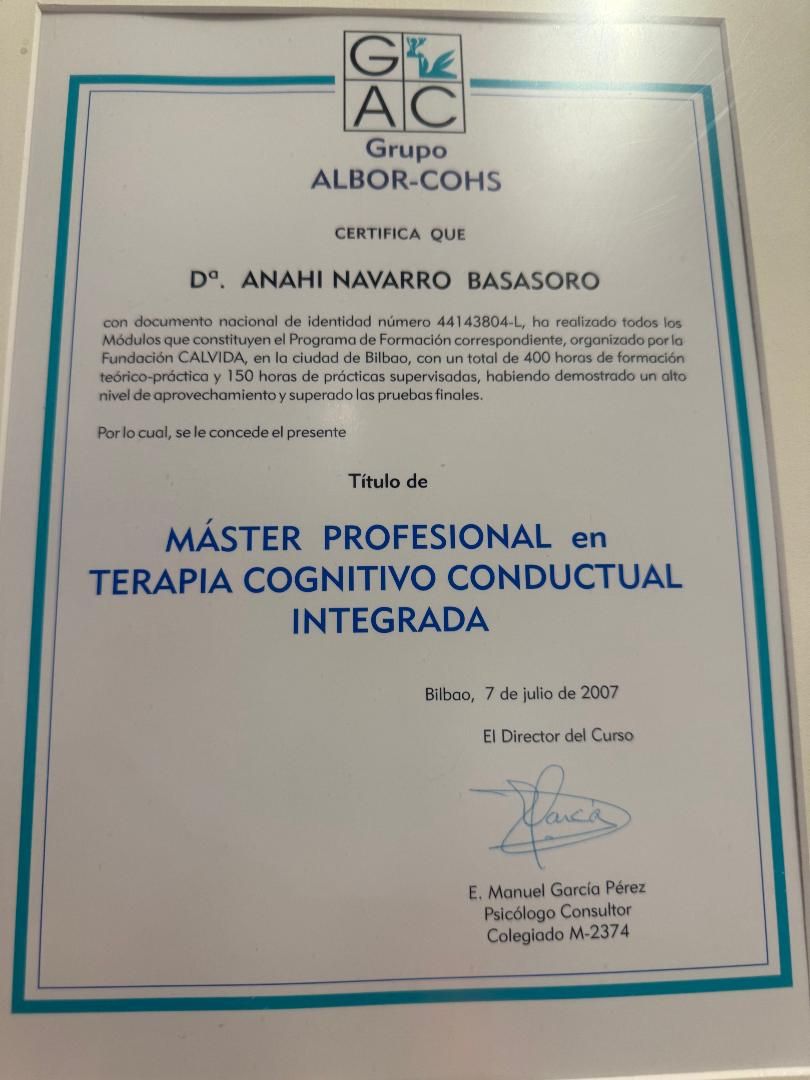 G
A C
Grupo
ALBOR-COHS
CERTIFICA QUE
Dª. ANAHI NAVARRO BASASORO
con documento nacional de identidad número 44143804-L, ha realizado todos los
Módulos que constituyen el Programa de Formación correspondiente, organizado por la
Fundación CALVIDA, en la ciudad de Bilbao, con un total de 400 horas de formación
teórico-práctica y 150 horas de prácticas supervisadas, habiendo demostrado un alto
nivel de aprovechamiento y superado las pruebas finales.
Por lo cual, se le concede el presente
Título de
MÁSTER PROFESIONAL en
TERAPIA COGNITIVO CONDUCTUAL
INTEGRADA
Bilbao, 7 de julio de 2007
El Director del Curso
García
E. Manuel García Pérez
Psicólogo Consultor
Colegiado M-2374